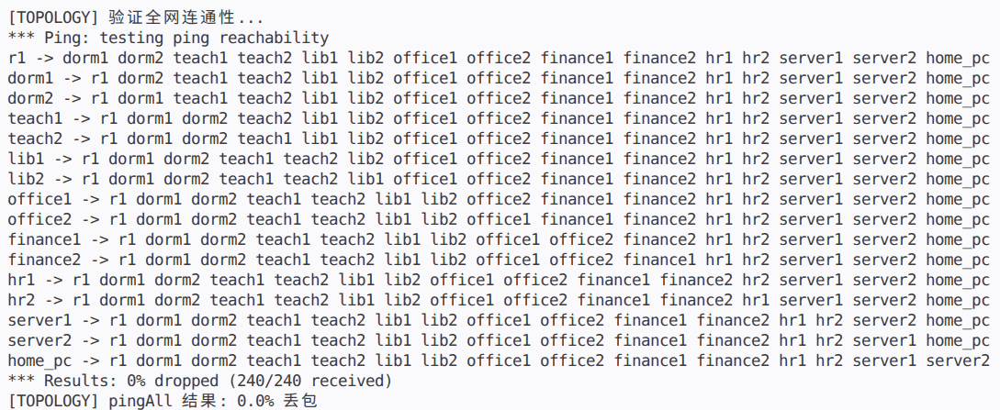 [TOPOLOGY] 验证全网连通性...
*** Ping: testing ping reachability
r1 -> dorm1 dorm2 teach1 teach2 lib1 lib2 office1 office2 finance1 finance2 hr1 hr2 server1 server2 home_pc
dorm1 -> r1 dorm2 teach1 teach2 lib1 lib2 office1 office2 finance1 finance2 hr1 hr2 server1 server2 home_pc
dorm2 -> r1 dorm1 teach1 teach2 lib1 lib2 office1 office2 finance1 finance2 hr1 hr2 server1 server2 home_pc
teach1 -> r1 dorm1 dorm2 teach2 lib1 lib2 office1 office2 finance1 finance2 hr1 hr2 server1 server2 home_pc
teach2 -> r1 dorm1 dorm2 teach1 lib1 lib2 office1 office2 finance1 finance2 hr1 hr2 server1 server2 home_pc
lib1 -> r1 dorm1 dorm2 teach1 teach2 lib2 office1 office2 finance1 finance2 hr1 hr2 server1 server2 home_pc
lib2 -> r1 dorm1 dorm2 teach1 teach2 lib1 office1 office2 finance1 finance2 hr1 hr2 server1 server2 home_pc
office1 -> r1 dorm1 dorm2 teach1 teach2 lib1 lib2 office2 finance1 finance2 hr1 hr2 server1 server2 home_pc
office2 -> r1 dorm1 dorm2 teach1 teach2 lib1 lib2 office1 finance1 finance2 hr1 hr2 server1 server2 home_pc
finance1 -> r1 dorm1 dorm2 teach1 teach2 lib1 lib2 office1 office2 finance2 hr1 hr2 server1 server2 home_pc
finance2 -> r1 dorm1 dorm2 teach1 teach2 lib1 lib2 office1 office2 finance1 hr1 hr2 server1 server2 home_pc
hr1 -> r1 dorm1 dorm2 teach1 teach2 lib1 lib2 office1 office2 finance1 finance2 hr2 server1 server2 home_pc
hr2 -> r1 dorm1 dorm2 teach1 teach2 lib1 lib2 office1 office2 finance1 finance2 hr1 server1 server2 home_pc
server1 -> r1 dorm1 dorm2 teach1 teach2 lib1 lib2 office1 office2 finance1 finance2 hr1 hr2 server2 home_pc
server2 -> r1 dorm1 dorm2 teach1 teach2 lib1 lib2 office1 office2 finance1 finance2 hr1 hr2 server1 home_pc
home_pc -> r1 dorm1 dorm2 teach1 teach2 lib1 lib2 office1 office2 finance1 finance2 hr1 hr2 server1 server2
*** Results: 0% dropped (240/240 received)
[TOPOLOGY] pingAll 结果: 0.0% 丢包